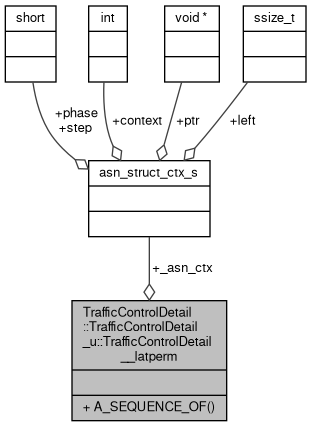 short
int
void *
ssize_t
+phase
+step
+context
+ptr
+left
asn_struct_ctx_s
+_asn_ctx
TrafficControlDetail
::TrafficControlDetail
_u::TrafficControlDetail
__latperm
+ A_SEQUENCE_OF()